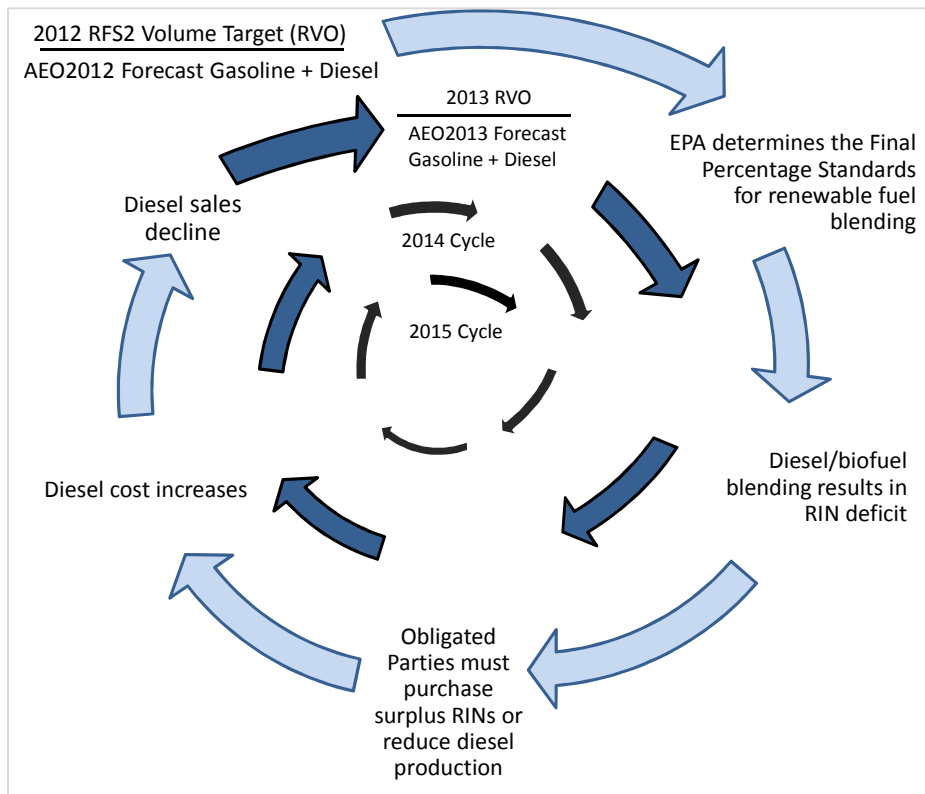 2012 RFS2 Volume Target (RVO)
AEO2012 Forecast Gasoline + Diesel
2013 RVO
AEO2013 Forecast
Gasoline + Diesel
EPA determines the Final
Percentage Standards
for renewable fuel
blending
Diesel sales
decline
2014 Cycle
2015 Cycle
Diesel/biofuel
blending results in
RIN deficit
Diesel cost increases
Obligated
Parties must
purchase
surplus RINs or
reduce diesel
production